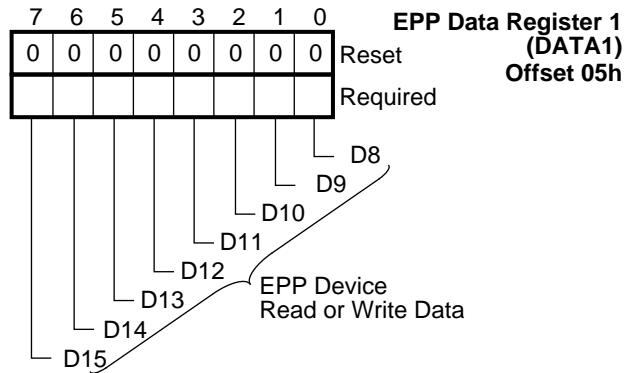 7 6 5 4 3 2 1 0
EPP Data Register 1
(DATA1)
Offset 05h
0 0 0 0 0 0 0 0 Reset
Required
D8
D9
D10
D11
D12
D13
D14
D15
EPP Device
Read or Write Data